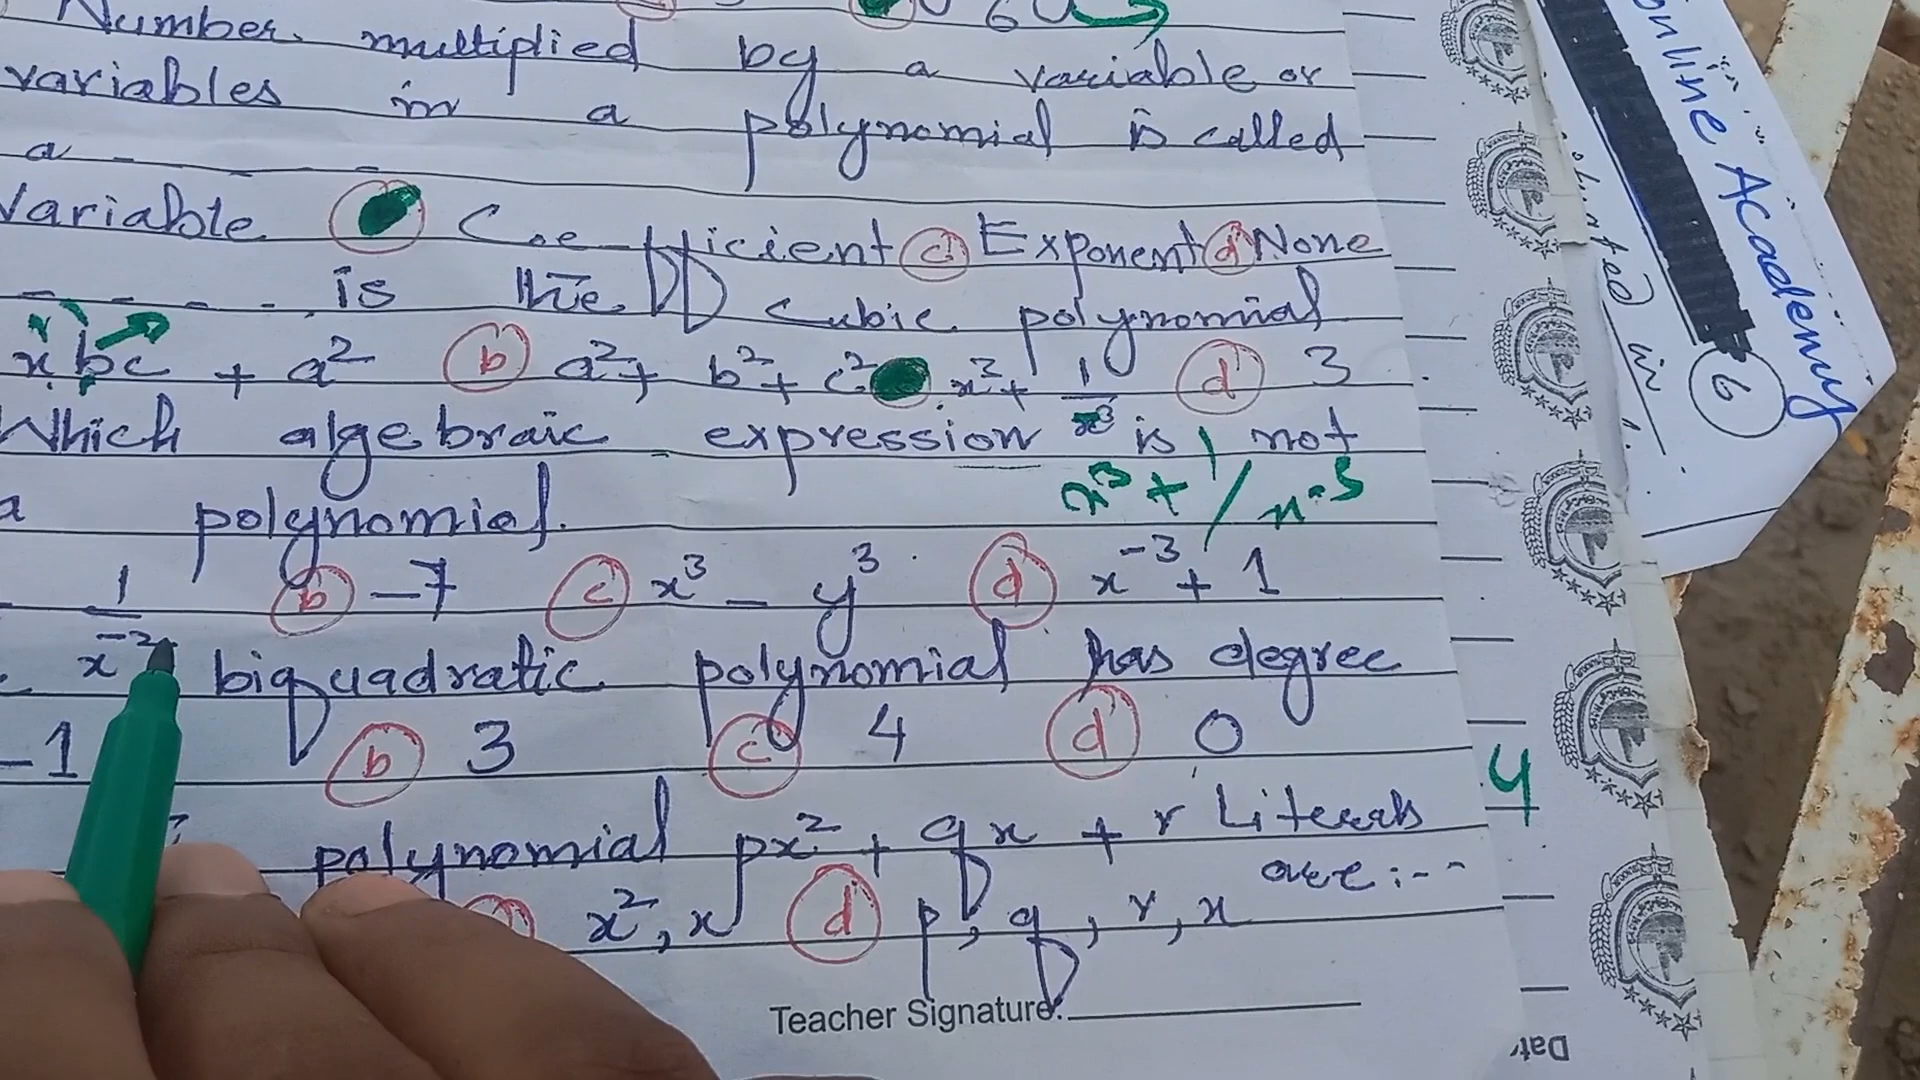 Number multiplied by a variable or
variables in a polynomial is called
a - - - -
Variable Coefficient c Exponent d None
- - - - - is the cubic polynomial
xbc + a² b a² + b² + c² x³ + 1/x³ d 3
Which algebraic expression is not
a polynomial.
x³ + 1/x⁻³
1/x⁻² b -7 c x³ - y³ d x⁻³ + 1
biquadratic polynomial has degree
-1 b 3 c 4 d 0
4
polynomial px² + qx + r Literals
are :--
x², x d p, q, r, x
Teacher Signature:
online Academy
6